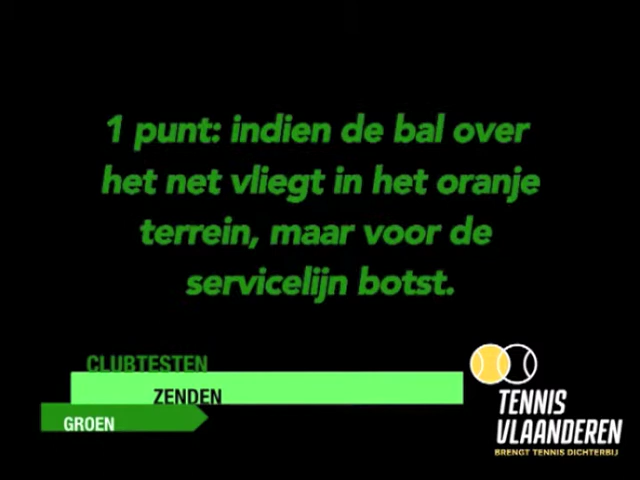 1 punt: indien de bal over
het net vliegt in het oranje
terrein, maar voor de
servicelijn botst.
CLUBTESTEN
ZENDEN
GROEN
TENNIS
VLAANDEREN
BRENGT TENNIS DICHTERBIJ